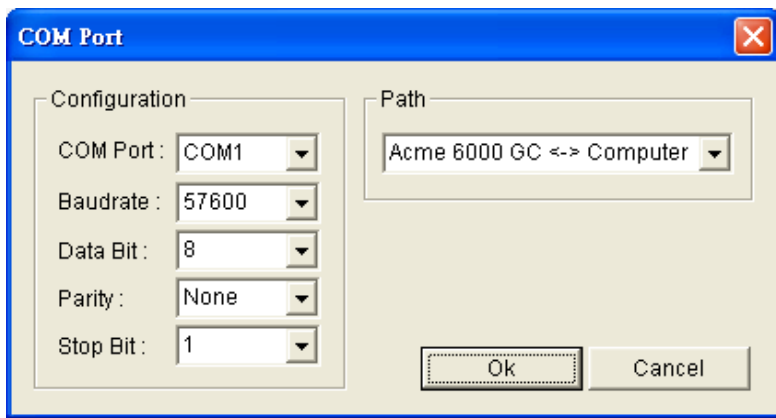 COM Port
Configuration
COM Port : COM1
Baudrate : 57600
Data Bit : 8
Parity : None
Stop Bit : 1
Path
Acme 6000 GC <-> Computer
Ok
Cancel